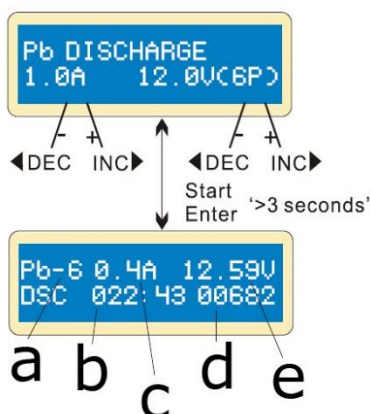 Pb DISCHARGE
1.0A 12.0V(6P)
- + - +
◀DEC INC▶ ◀DEC INC▶
Start
Enter '>3 seconds'
Pb-6 0.4A 12.59V
DSC 022:43 00682
a b c d e